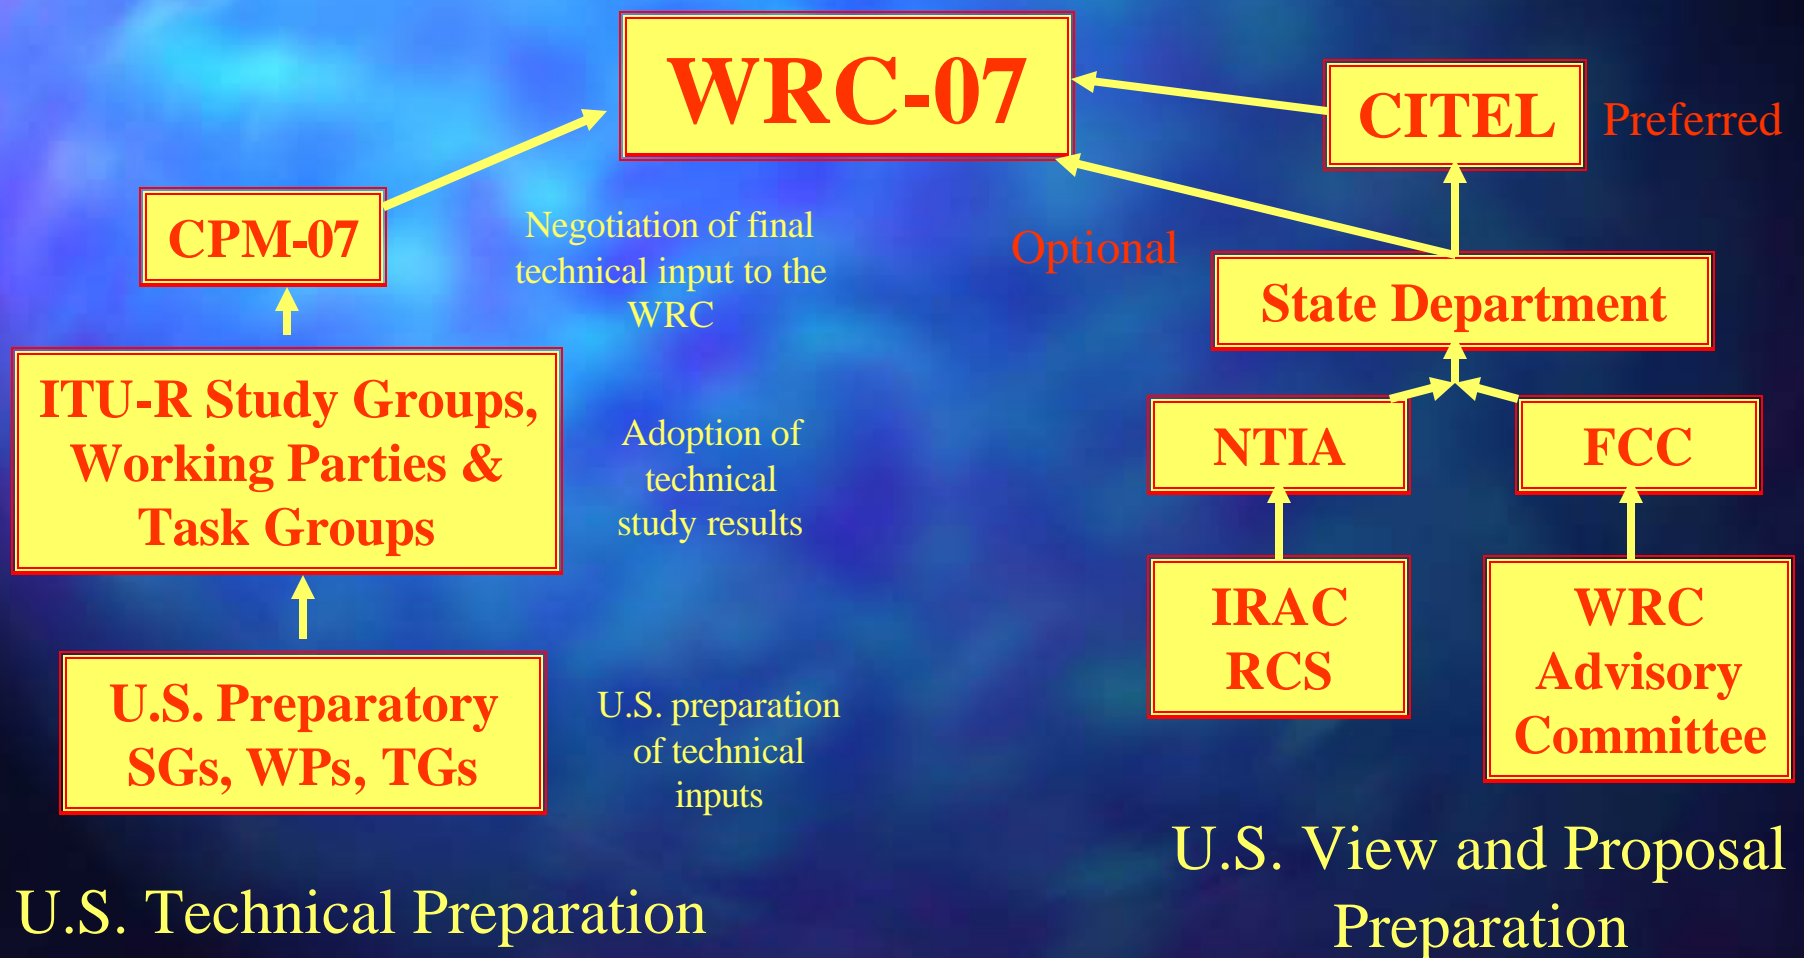 WRC-07
CITEL
Preferred
CPM-07
Negotiation of final
technical input to the
WRC
Optional
State Department
ITU-R Study Groups,
Working Parties &
Task Groups
Adoption of
technical
study results
NTIA
FCC
IRAC
RCS
WRC
Advisory
Committee
U.S. Preparatory
SGs, WPs, TGs
U.S. preparation
of technical
inputs
U.S. Technical Preparation
U.S. View and Proposal
Preparation